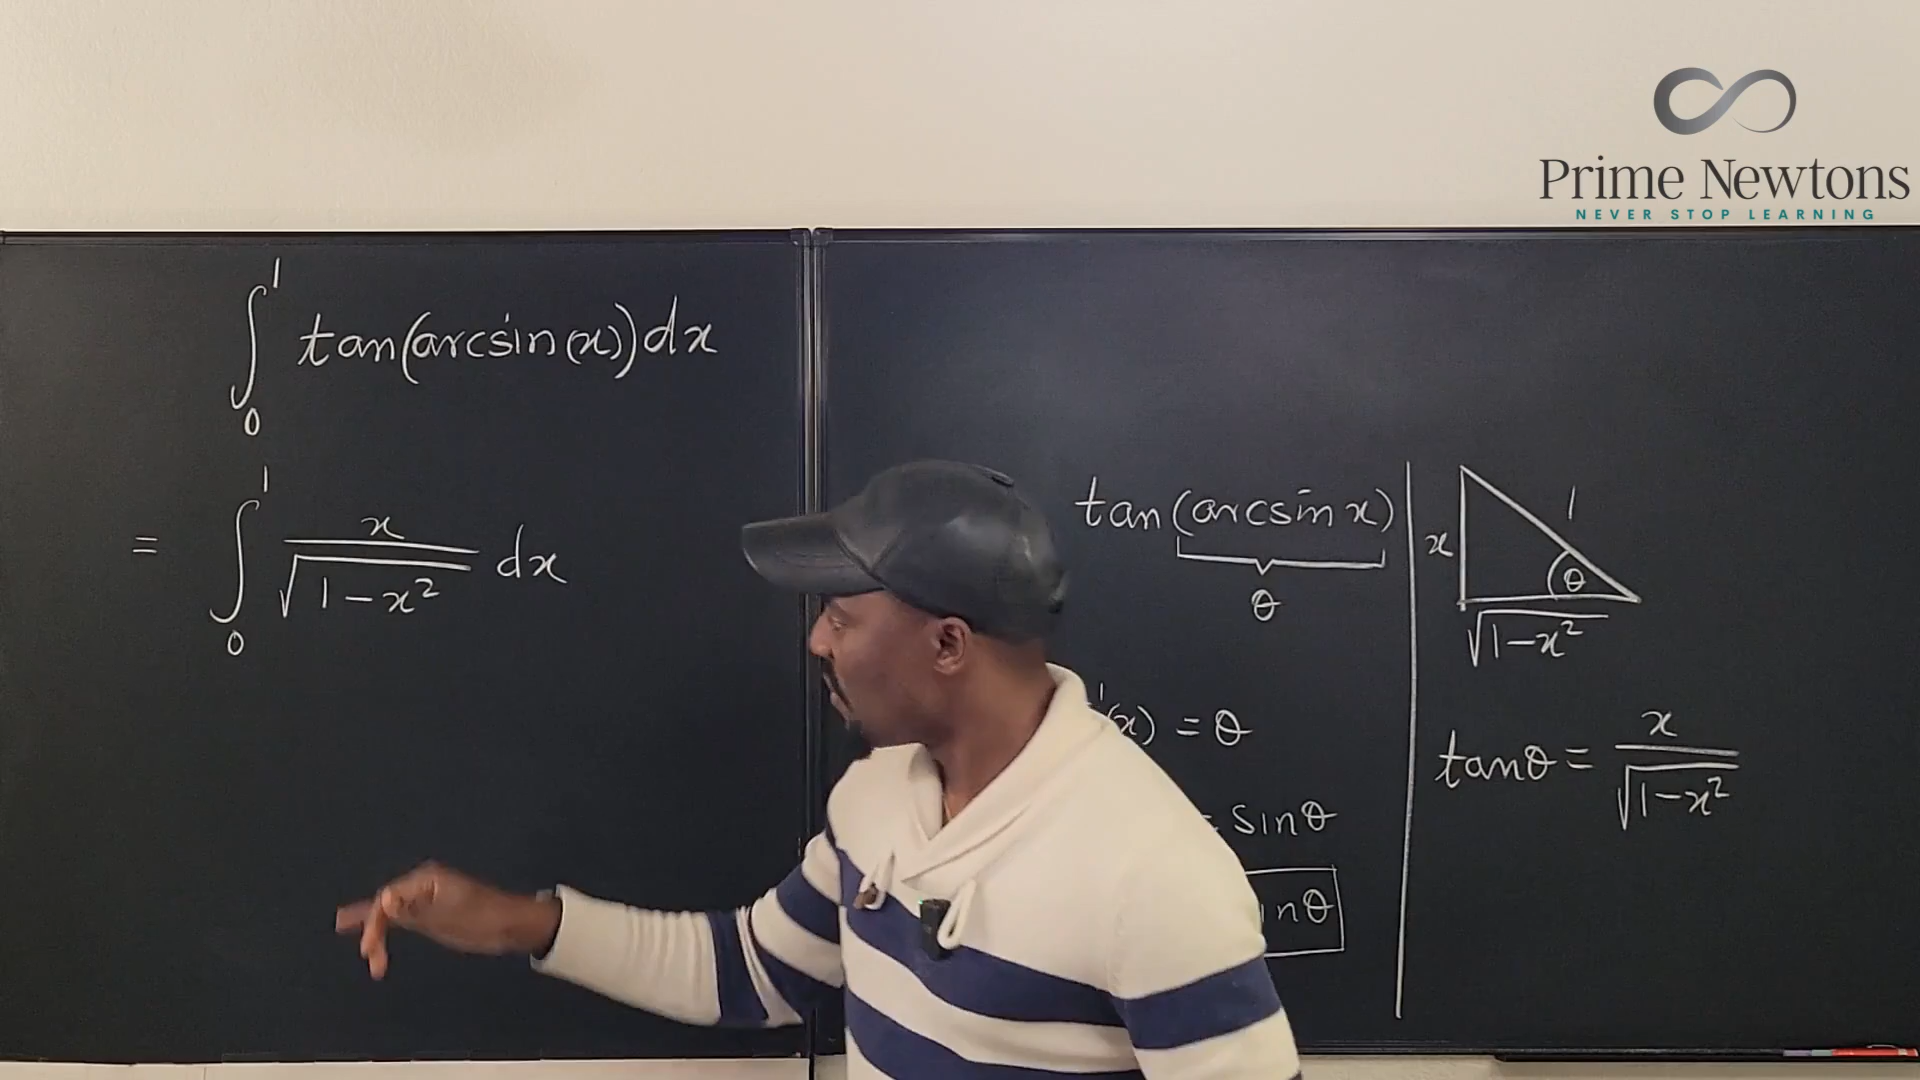 Prime Newtons
NEVER STOP LEARNING
∫₀¹ tan(arcsin(x))dx
= ∫₀¹ x/√(1-x²) dx
tan(arcsin x)
θ
(x) = θ
= sinθ
inθ
x
1
θ
√(1-x²)
tanθ = x/√(1-x²)